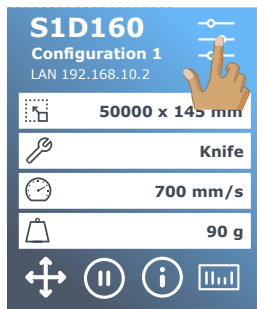 S1D160
Configuration 1
LAN 192.168.10.2
50000 x 145 mm
Knife
700 mm/s
90 g